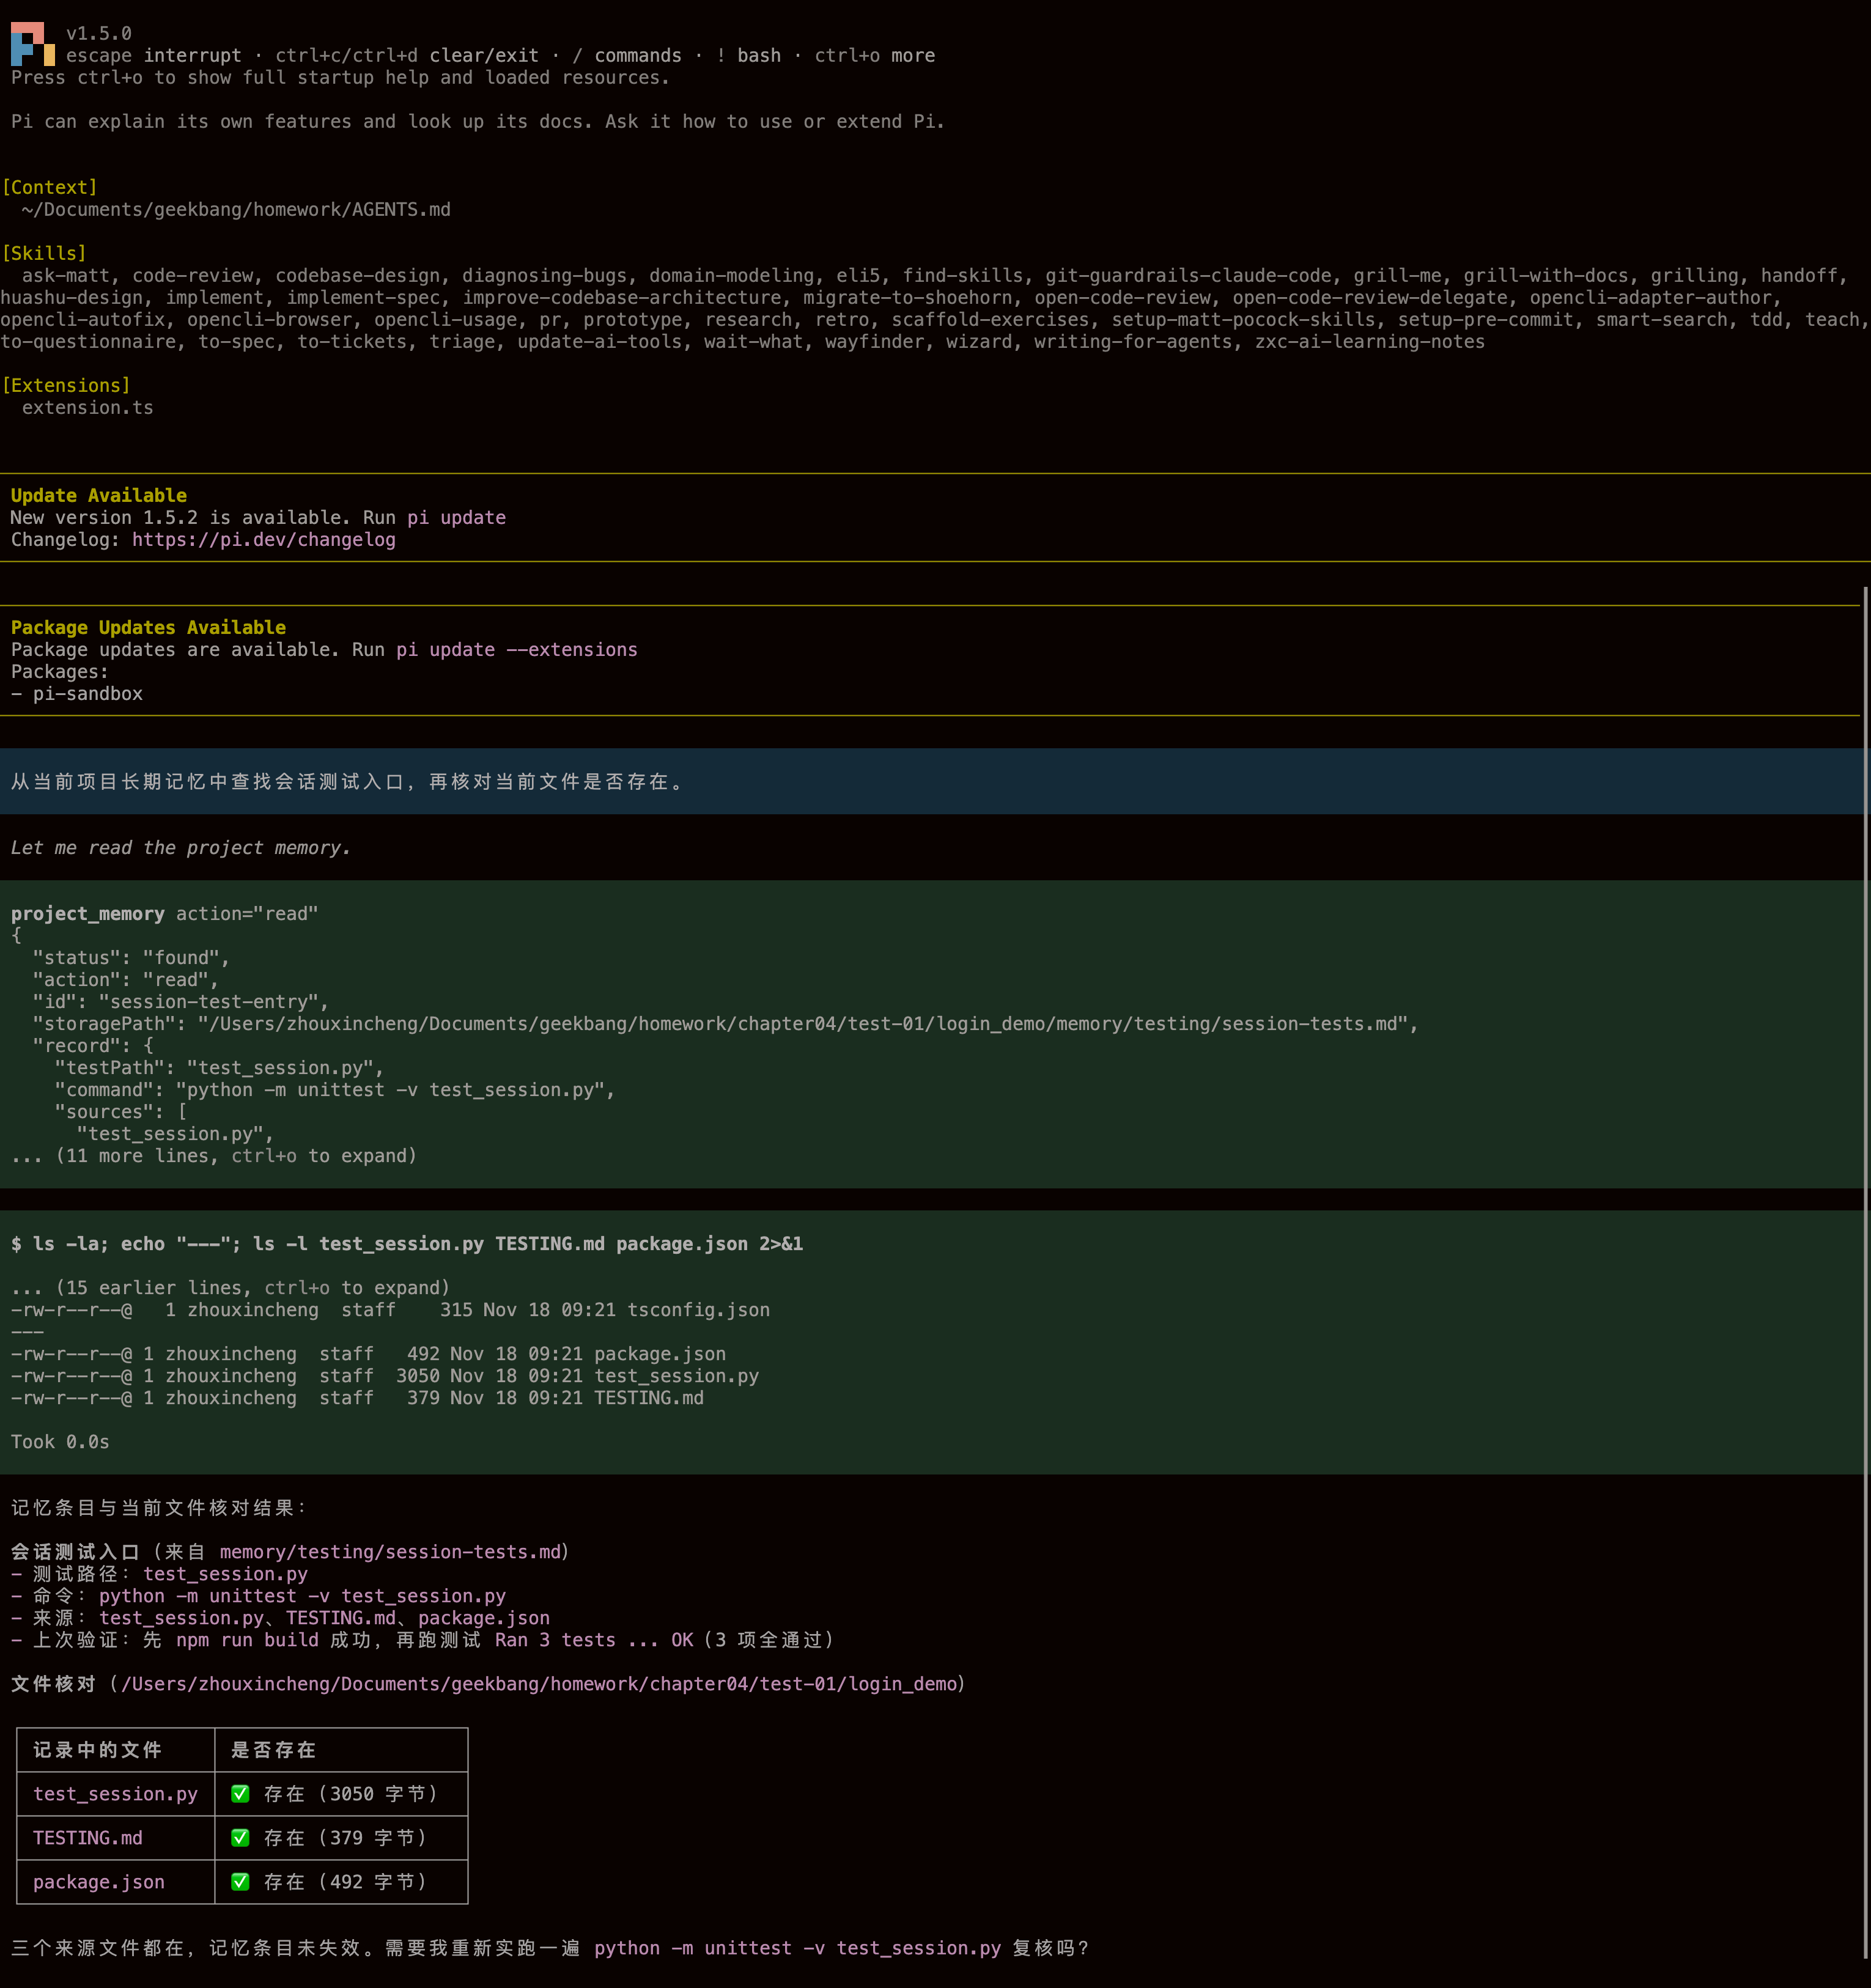 v1.5.0
escape interrupt · ctrl+c/ctrl+d clear/exit · / commands · ! bash · ctrl+o more
Press ctrl+o to show full startup help and loaded resources.
Pi can explain its own features and look up its docs. Ask it how to use or extend Pi.
[Context]
~/Documents/geekbang/homework/AGENTS.md
[Skills]
ask-matt, code-review, codebase-design, diagnosing-bugs, domain-modeling, eli5, find-skills, git-guardrails-claude-code, grill-me, grill-with-docs, grilling, handoff,
huashu-design, implement, implement-spec, improve-codebase-architecture, migrate-to-shoehorn, open-code-review, open-code-review-delegate, opencli-adapter-author,
opencli-autofix, opencli-browser, opencli-usage, pr, prototype, research, retro, scaffold-exercises, setup-matt-pocock-skills, setup-pre-commit, smart-search, tdd, teach,
to-questionnaire, to-spec, to-tickets, triage, update-ai-tools, wait-what, wayfinder, wizard, writing-for-agents, zxc-ai-learning-notes
[Extensions]
extension.ts
Update Available
New version 1.5.2 is available. Run pi update
Changelog: https://pi.dev/changelog
Package Updates Available
Package updates are available. Run pi update --extensions
Packages:
- pi-sandbox
从当前项目长期记忆中查找会话测试入口，再核对当前文件是否存在。
Let me read the project memory.
project_memory action="read"
{
"status": "found",
"action": "read",
"id": "session-test-entry",
"storagePath": "/Users/zhouxincheng/Documents/geekbang/homework/chapter04/test-01/login_demo/memory/testing/session-tests.md",
"record": {
"testPath": "test_session.py",
"command": "python -m unittest -v test_session.py",
"sources": [
"test_session.py",
... (11 more lines, ctrl+o to expand)
$ ls -la; echo "---"; ls -l test_session.py TESTING.md package.json 2>&1
... (15 earlier lines, ctrl+o to expand)
-rw-r--r--@ 1 zhouxincheng staff 315 Nov 18 09:21 tsconfig.json
---
-rw-r--r--@ 1 zhouxincheng staff 492 Nov 18 09:21 package.json
-rw-r--r--@ 1 zhouxincheng staff 3050 Nov 18 09:21 test_session.py
-rw-r--r--@ 1 zhouxincheng staff 379 Nov 18 09:21 TESTING.md
Took 0.0s
记忆条目与当前文件核对结果：
会话测试入口（来自 memory/testing/session-tests.md）
- 测试路径：test_session.py
- 命令：python -m unittest -v test_session.py
- 来源：test_session.py、TESTING.md、package.json
- 上次验证：先 npm run build 成功，再跑测试 Ran 3 tests ... OK（3 项全通过）
文件核对（/Users/zhouxincheng/Documents/geekbang/homework/chapter04/test-01/login_demo）
记录中的文件 是否存在
test_session.py ✅ 存在（3050 字节）
TESTING.md ✅ 存在（379 字节）
package.json ✅ 存在（492 字节）
三个来源文件都在，记忆条目未失效。需要我重新实跑一遍 python -m unittest -v test_session.py 复核吗？